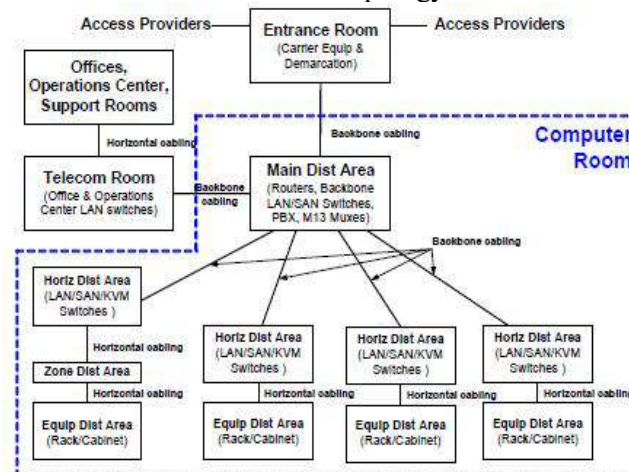 Access Providers
Access Providers
Entrance Room
(Carrier Equip &
Demarcation)
Offices,
Operations Center,
Support Rooms
Horizontal cabling
Backbone cabling
Computer
Room
Telecom Room
(Office & Operations
Center LAN switches)
Backbone
cabling
Main Dist Area
(Routers, Backbone
LAN/SAN Switches,
PBX, M13 Muxes)
Backbone cabling
Horiz Dist Area
(LAN/SAN/KVM
Switches )
Horizontal cabling
Zone Dist Area
Horizontal cabling
Equip Dist Area
(Rack/Cabinet)
Horiz Dist Area
(LAN/SAN/KVM
Switches )
Horizontal cabling
Equip Dist Area
(Rack/Cabinet)
Horiz Dist Area
(LAN/SAN/KVM
Switches )
Horizontal cabling
Equip Dist Area
(Rack/Cabinet)
Horiz Dist Area
(LAN/SAN/KVM
Switches )
Horizontal cabling
Equip Dist Area
(Rack/Cabinet)